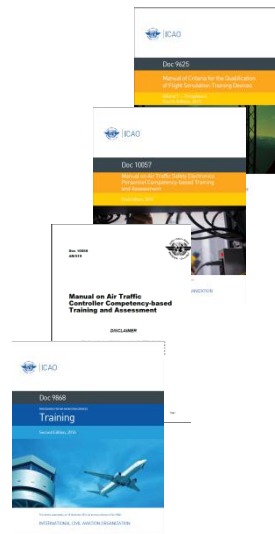 ICAO
Doc 9625
Manual of Criteria for the Qualification
of Flight Simulation Training Devices
ICAO
Doc 10057
Manual on Air Traffic Safety Electronics
Personnel Competency-based Training
and Assessment
Doc 10056
AN/519
Manual on Air Traffic
Controller Competency-based
Training and Assessment
DISCLAIMER
ICAO
Doc 9868
Training
Second Edition, 2016
INTERNATIONAL CIVIL AVIATION ORGANIZATION